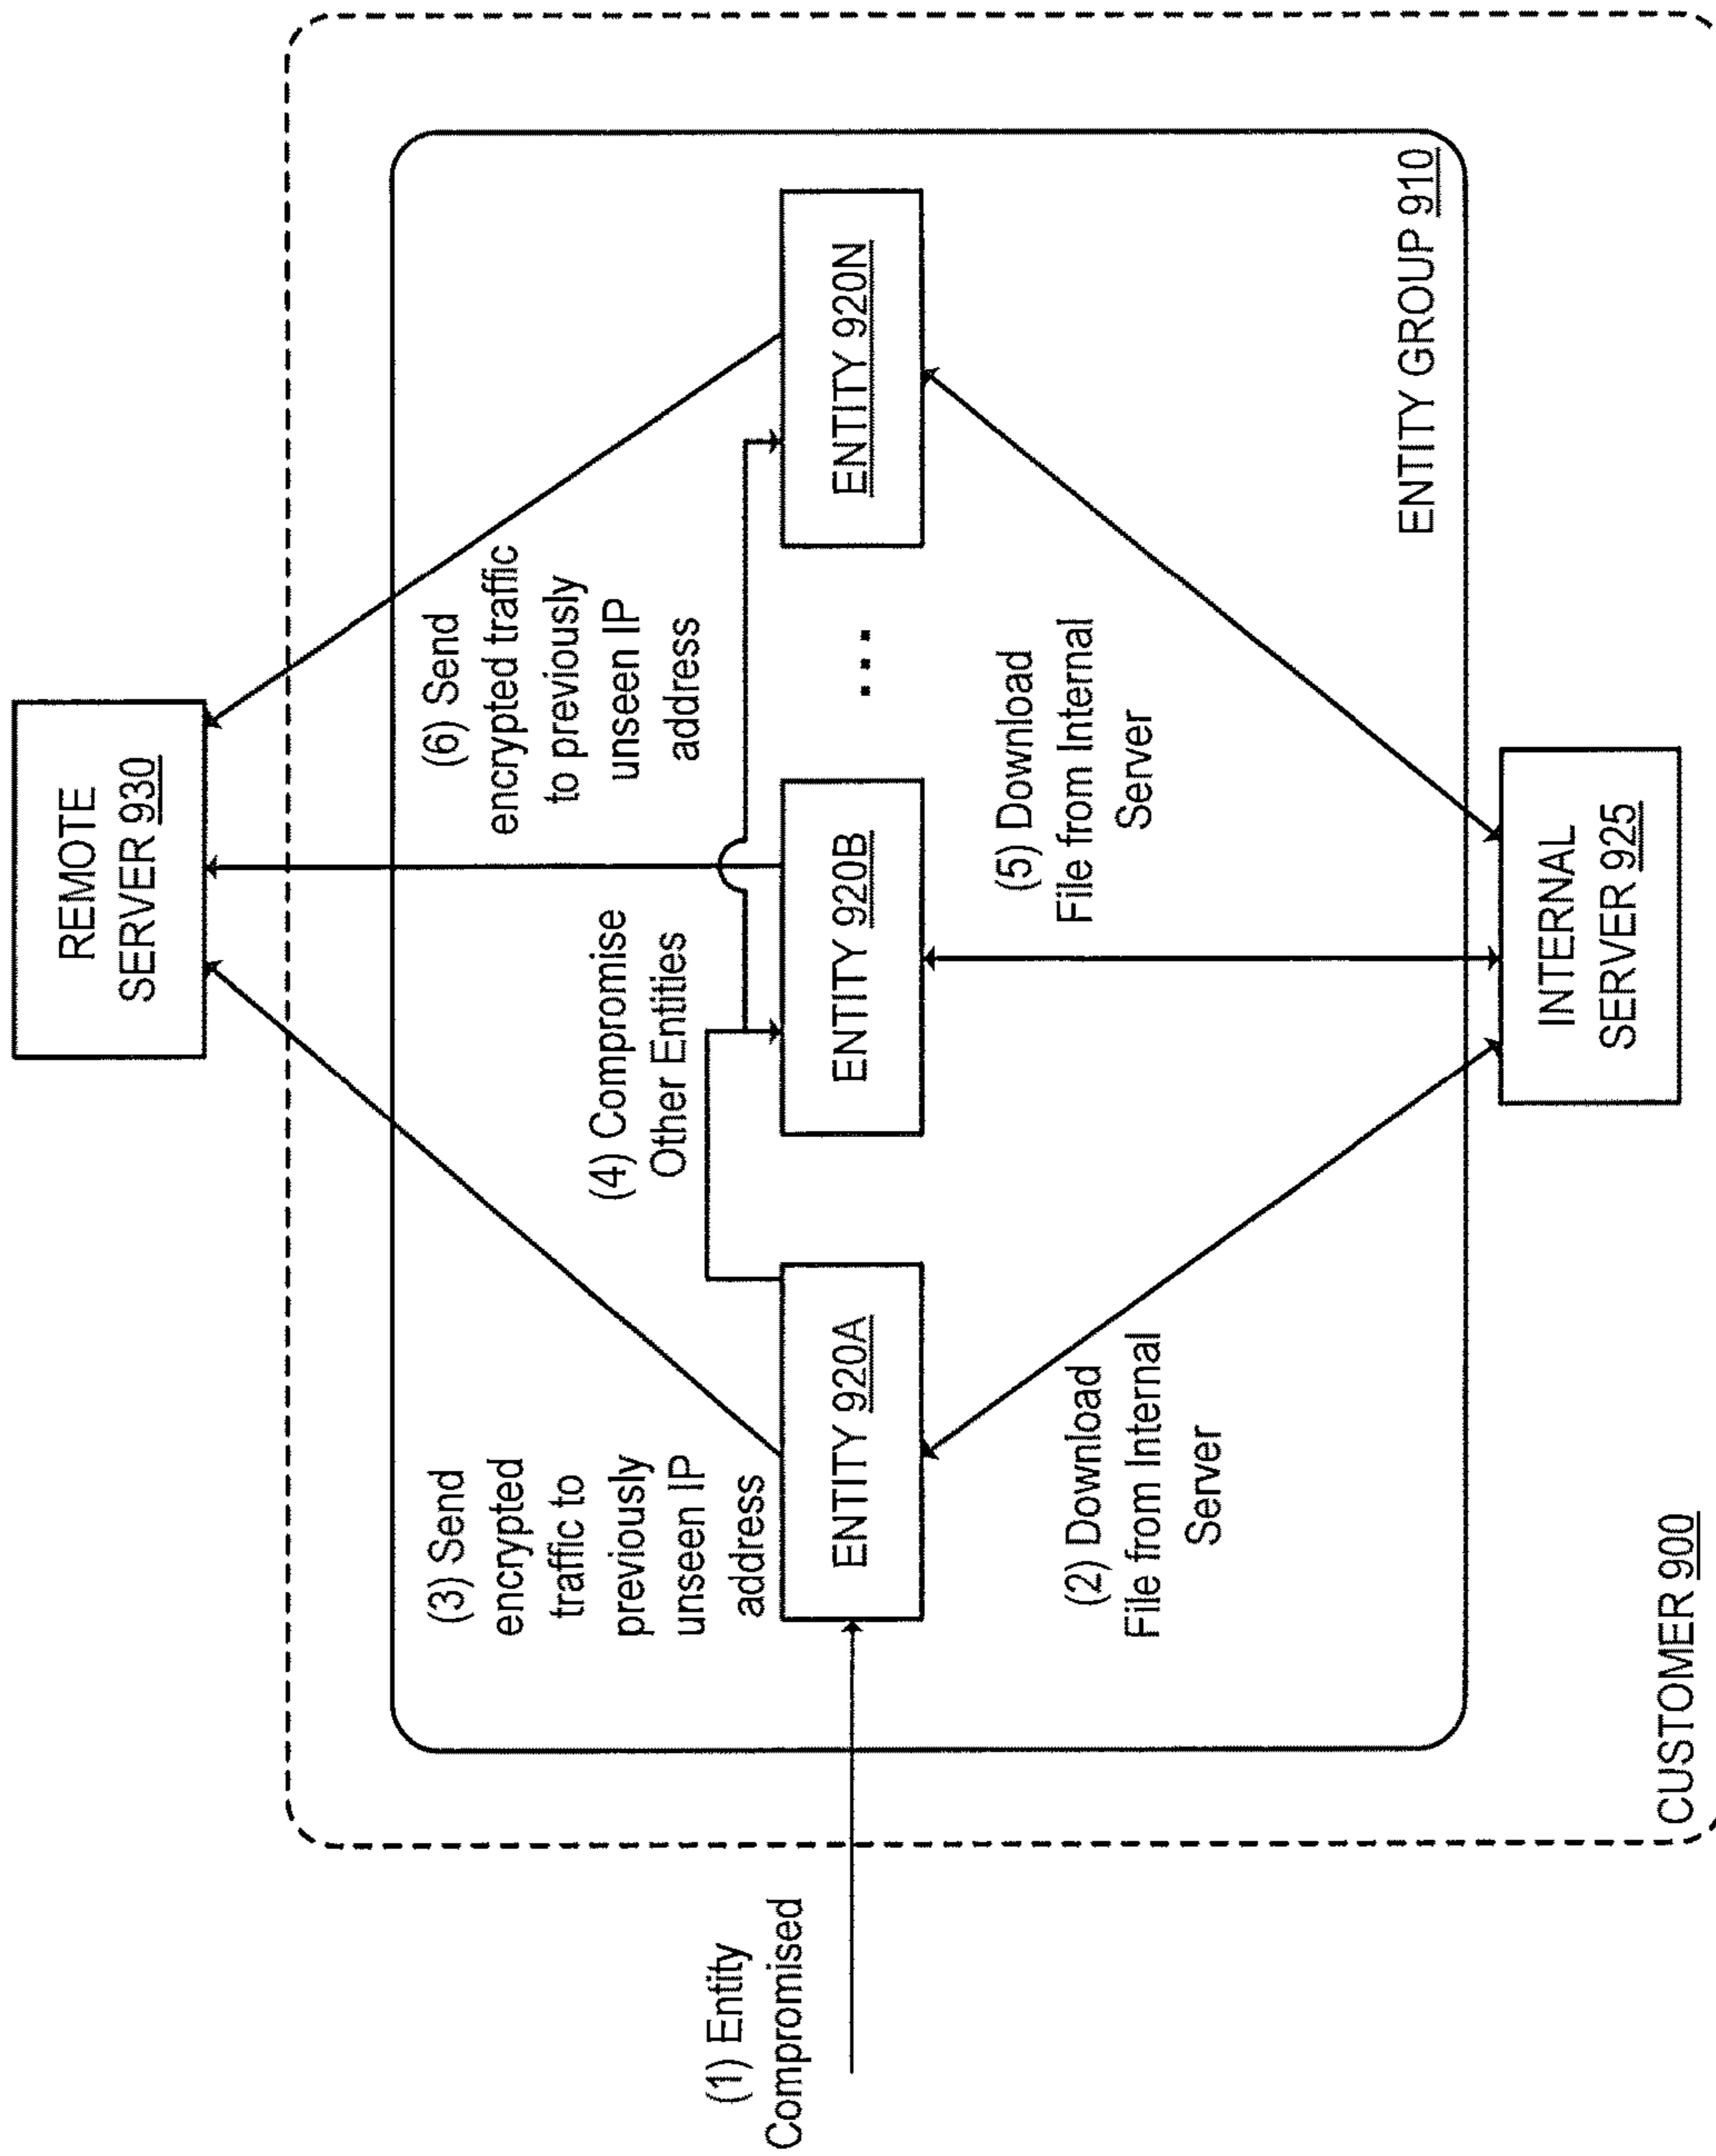 REMOTE
SERVER 930
(1) Entity
Compromised
(3) Send
encrypted
traffic to
previously
unseen IP
address
(4) Compromise
Other Entities
(6) Send
encrypted traffic
to previously
unseen IP
address
ENTITY 920A
ENTITY 920B
...
ENTITY 920N
(2) Download
File from Internal
Server
(5) Download
File from Internal
Server
ENTITY GROUP 910
INTERNAL
SERVER 925
CUSTOMER 900